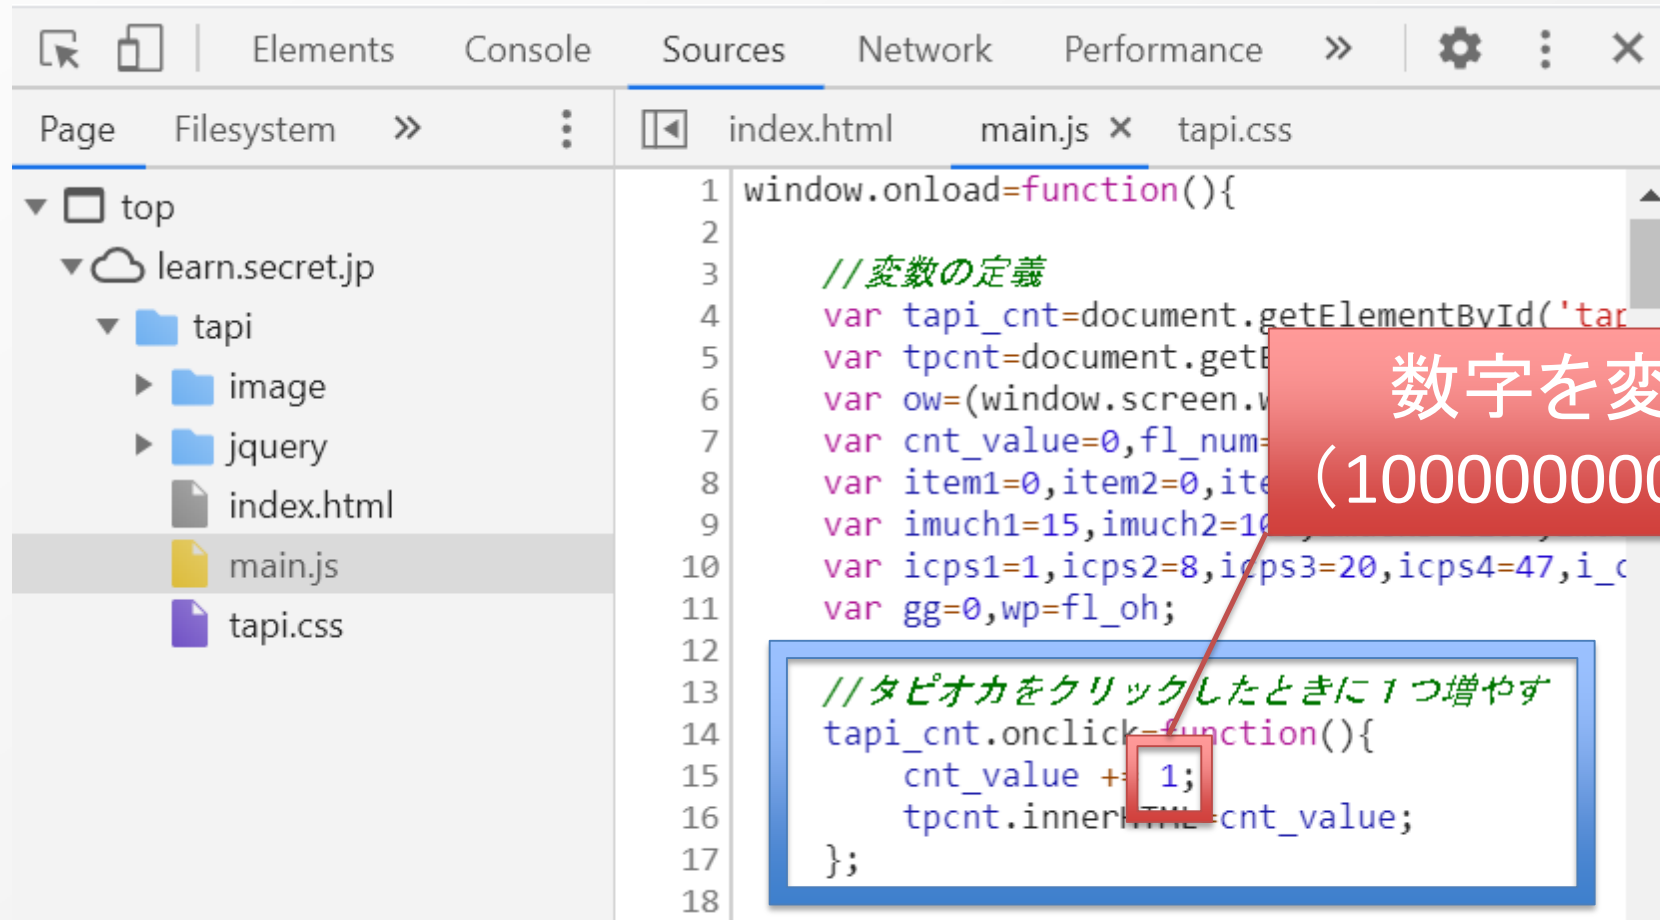 Elements Console Sources Network Performance »
Page Filesystem »
index.html main.js × tapi.css
top
learn.secret.jp
tapi
image
jquery
index.html
main.js
tapi.css
1 window.onload=function(){
2
3 //変数の定義
4 var tapi_cnt=document.getElementById('tap
5 var tpcnt=document.getE
6 var ow=(window.screen.w
7 var cnt_value=0,fl_num=
8 var item1=0,item2=0,ite
9 var imuch1=15,imuch2=10
10 var icps1=1,icps2=8,icps3=20,icps4=47,i_c
11 var gg=0,wp=fl_oh;
12
13 //タピオカをクリックしたときに１つ増やす
14 tapi_cnt.onclick=function(){
15 cnt_value += 1;
16 tpcnt.innerHTML=cnt_value;
17 };
18
数字を変
（1000000000